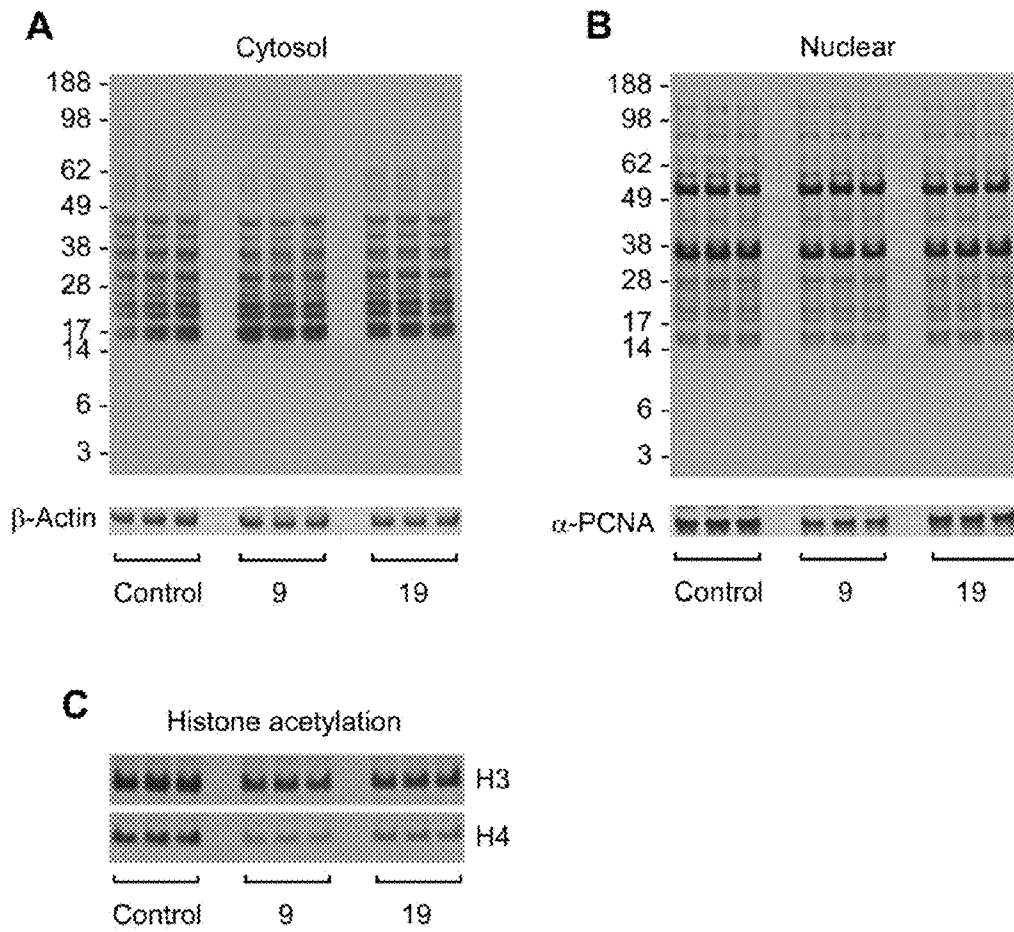 A
Cytosol
188 -
98 -
62 -
49 -
38 -
28 -
17 -
14 -
6 -
3 -
β-Actin
Control 9 19
B
Nuclear
188 -
98 -
62 -
49 -
38 -
28 -
17 -
14 -
6 -
3 -
α-PCNA
Control 9 19
C
Histone acetylation
H3
H4
Control 9 19